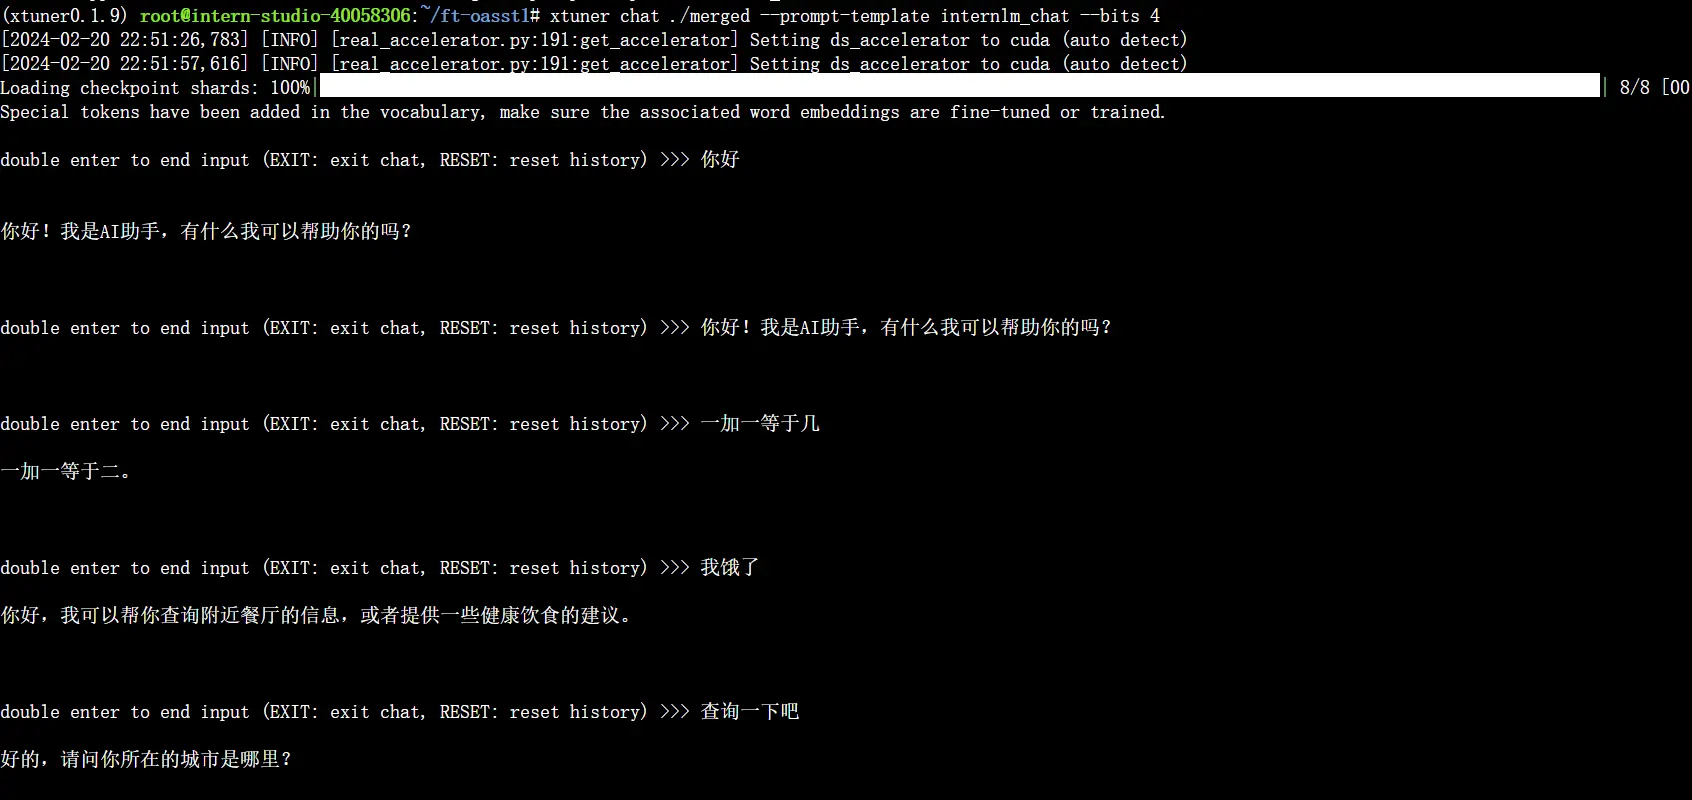 (xtuner0.1.9) root@intern-studio-40058306:~/ft-oasst1# xtuner chat ./merged --prompt-template internlm_chat --bits 4
[2024-02-20 22:51:26,783] [INFO] [real_accelerator.py:191:get_accelerator] Setting ds_accelerator to cuda (auto detect)
[2024-02-20 22:51:57,616] [INFO] [real_accelerator.py:191:get_accelerator] Setting ds_accelerator to cuda (auto detect)
Loading checkpoint shards: 100%| | 8/8 [00
Special tokens have been added in the vocabulary, make sure the associated word embeddings are fine-tuned or trained.
double enter to end input (EXIT: exit chat, RESET: reset history) >>> 你好
你好！我是AI助手，有什么我可以帮助你的吗？
double enter to end input (EXIT: exit chat, RESET: reset history) >>> 你好！我是AI助手，有什么我可以帮助你的吗？
double enter to end input (EXIT: exit chat, RESET: reset history) >>> 一加一等于几
一加一等于二。
double enter to end input (EXIT: exit chat, RESET: reset history) >>> 我饿了
你好，我可以帮你查询附近餐厅的信息，或者提供一些健康饮食的建议。
double enter to end input (EXIT: exit chat, RESET: reset history) >>> 查询一下吧
好的，请问你所在的城市是哪里？